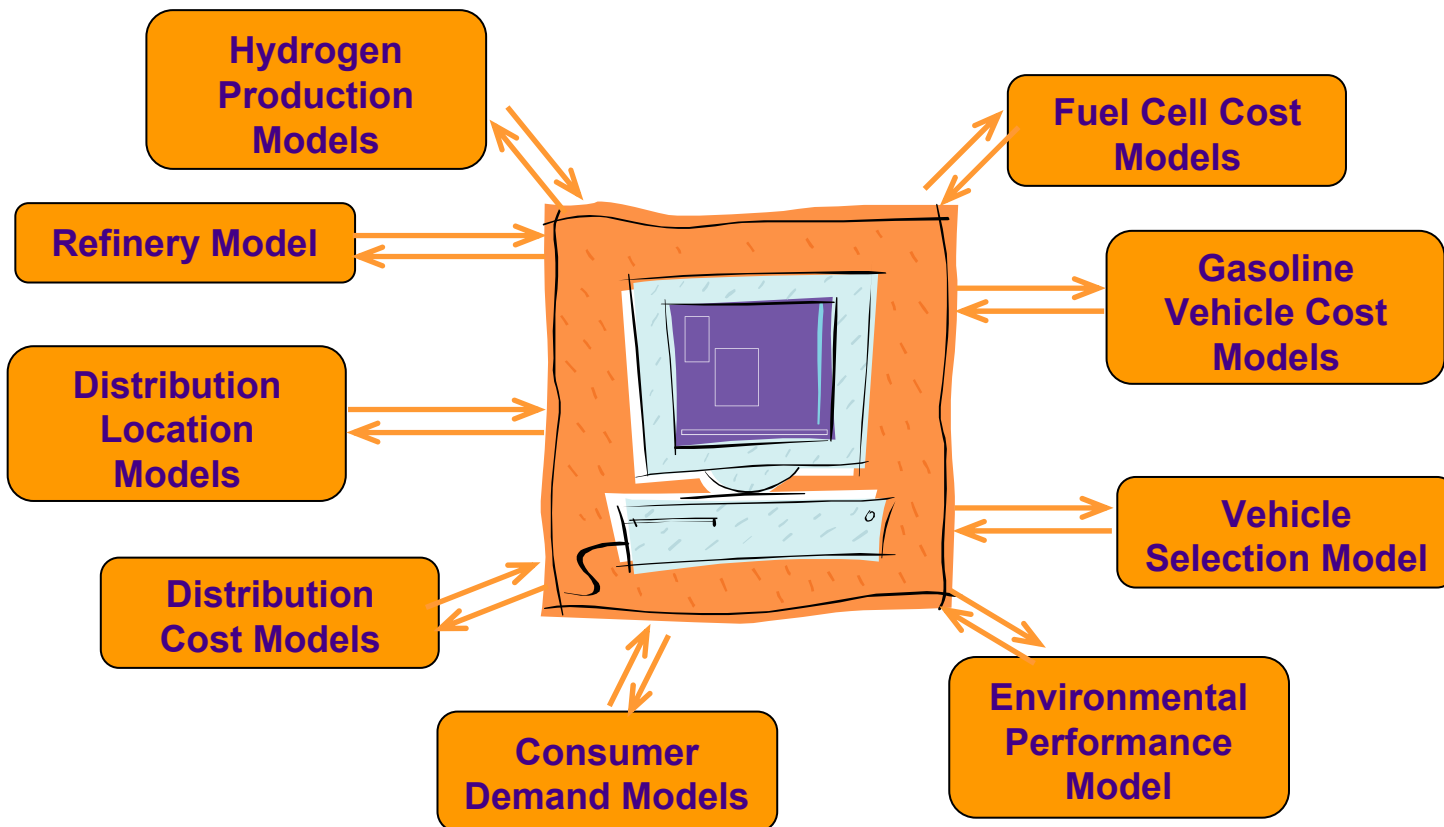 Hydrogen
Production
Models
Fuel Cell Cost
Models
Refinery Model
Gasoline
Vehicle Cost
Models
Distribution
Location
Models
Vehicle
Selection Model
Distribution
Cost Models
Environmental
Performance
Model
Consumer
Demand Models